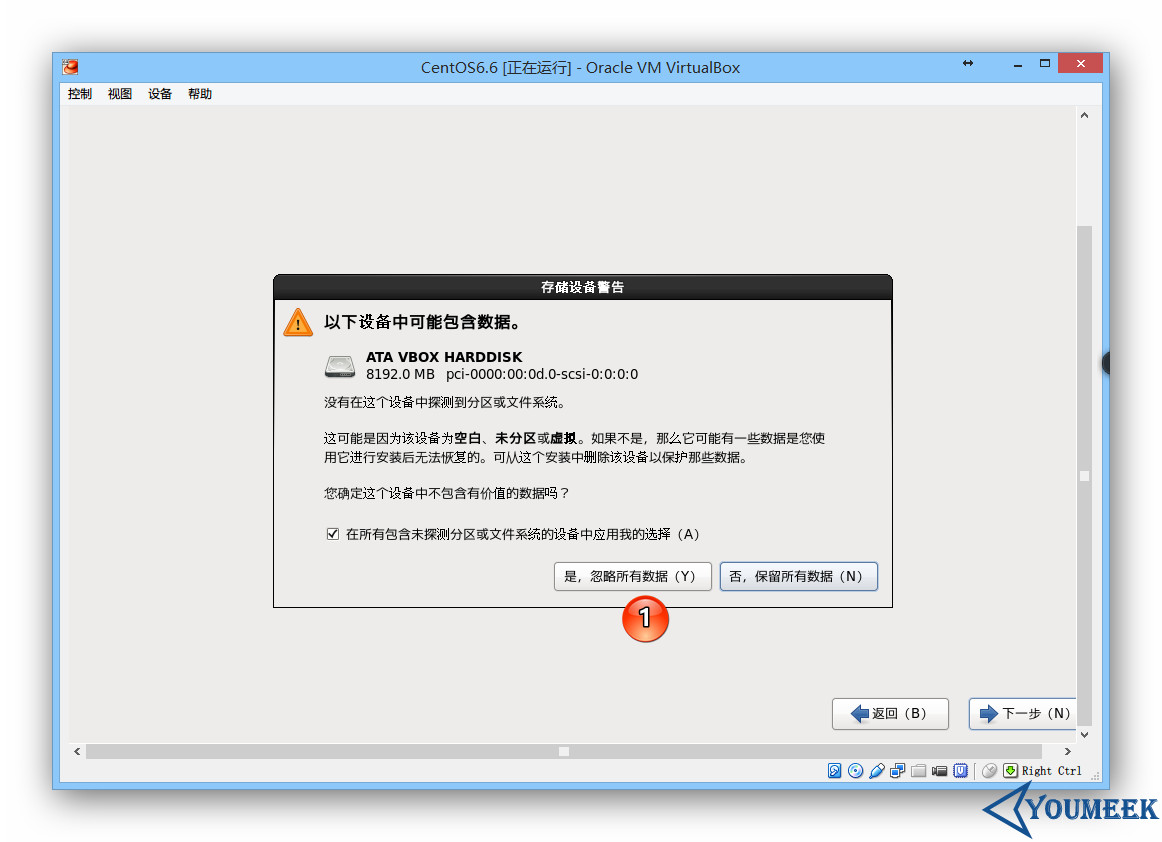 CentOS6.6 [正在运行] - Oracle VM VirtualBox
控制 视图 设备 帮助
存储设备警告
以下设备中可能包含数据。
ATA VBOX HARDDISK
8192.0 MB pci-0000:00:0d.0-scsi-0:0:0:0
没有在这个设备中探测到分区或文件系统。
这可能是因为该设备为空白、未分区或虚拟。如果不是，那么它可能有一些数据是您使
用它进行安装后无法恢复的。可从这个安装中删除该设备以保护那些数据。
您确定这个设备中不包含有价值的数据吗？
在所有包含未探测分区或文件系统的设备中应用我的选择（A）
是，忽略所有数据（Y） 否，保留所有数据（N）
1
返回（B） 下一步（N）
Right Ctrl
YOUMEEK